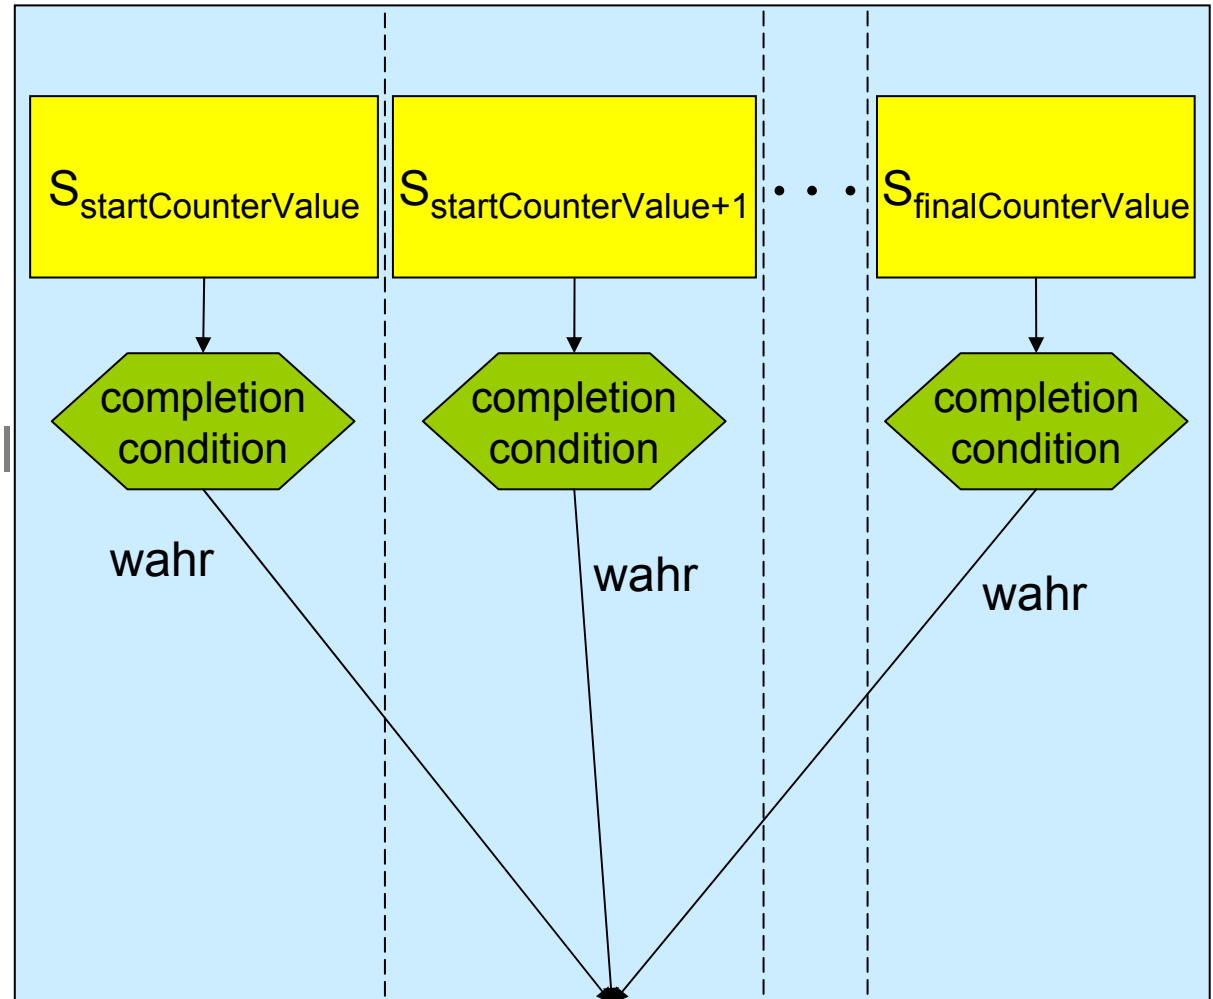 SstartCounterValue
SstartCounterValue+1
. . .
SfinalCounterValue
completion
condition
completion
condition
completion
condition
wahr
wahr
wahr